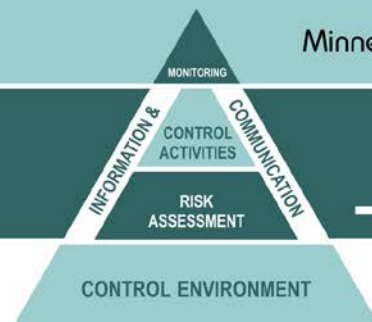 Minne
MONITORING
INFORMATION &
COMMUNICATION
CONTROL
ACTIVITIES
RISK
ASSESSMENT
CONTROL ENVIRONMENT